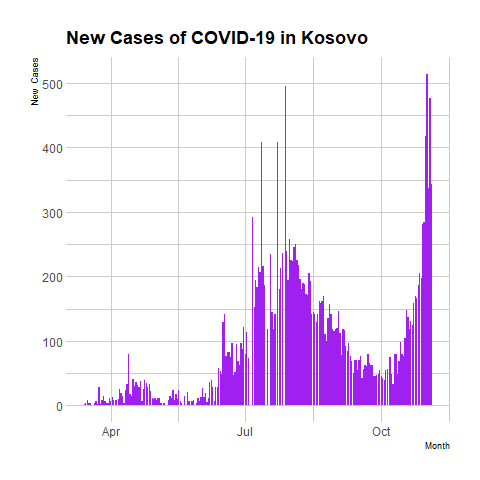 New Cases of COVID-19 in Kosovo
New Cases
500
400
300
200
100
0
Apr
Jul
Oct
Month